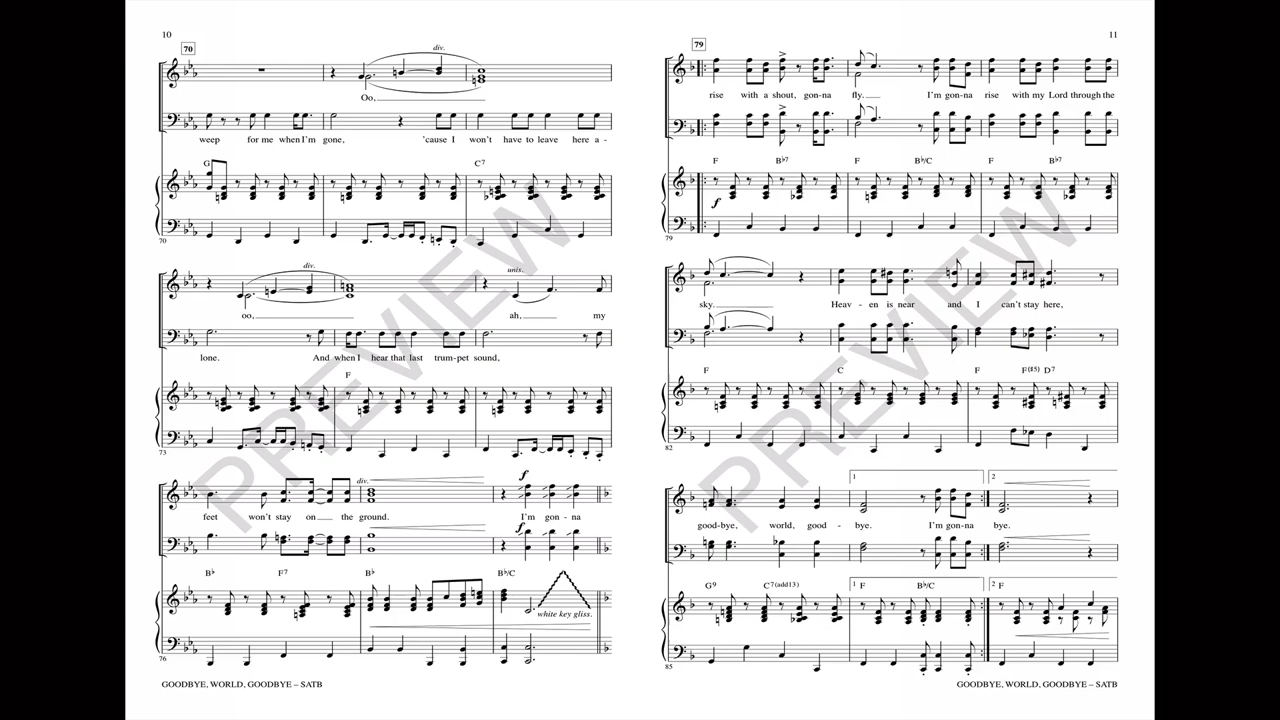 10
70
div.
Oo,
weep for me when I'm gone, 'cause I won't have to leave here a-
G C7
70
div. unis.
oo, ah, my
lone. And when I hear that last trum-pet sound,
F
73
div. f
feet won't stay on the ground. I'm gon - na
f
B♭ F7 B♭ B♭/C
white key gliss.
76
GOODBYE, WORLD, GOODBYE – SATB
11
79
rise with a shout, gon-na fly. I'm gon-na rise with my Lord through the
F B♭7 F B♭/C F B♭7
f
79
sky. Heav - en is near and I can't stay here,
F C F F(#5) D7
82
1 2
good-bye, world, good - bye. I'm gon-na bye.
G9 C7(add13) 1 F B♭/C 2 F
85
GOODBYE, WORLD, GOODBYE – SATB
PREVIEW
PREVIEW